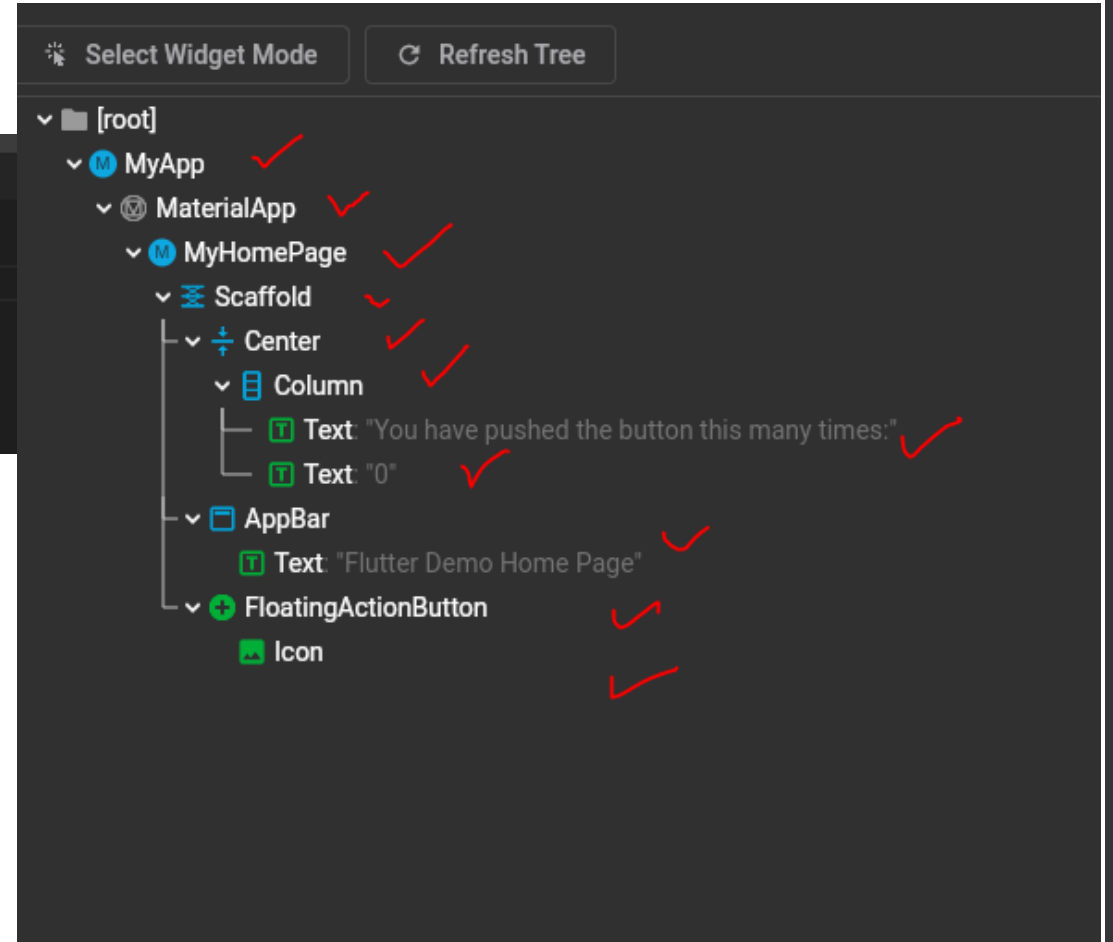 Select Widget Mode Refresh Tree
[root]
M MyApp
MaterialApp
M MyHomePage
Scaffold
Center
Column
T Text: "You have pushed the button this many times:"
T Text: "0"
AppBar
T Text: "Flutter Demo Home Page"
FloatingActionButton
Icon